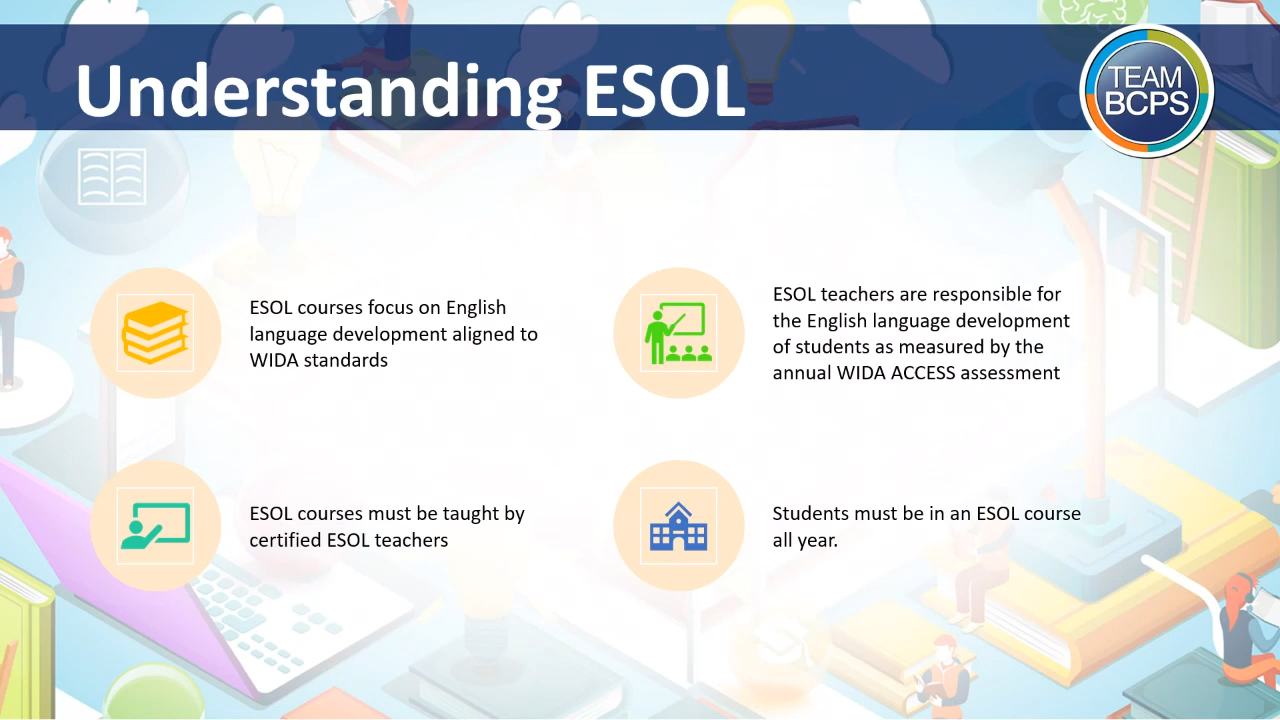 Understanding ESOL
TEAM
BCPS
ESOL courses focus on English
language development aligned to
WIDA standards
ESOL teachers are responsible for
the English language development
of students as measured by the
annual WIDA ACCESS assessment
ESOL courses must be taught by
certified ESOL teachers
Students must be in an ESOL course
all year.